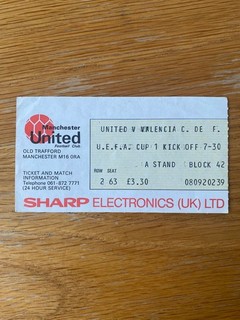 Manchester
United
Football Club
OLD TRAFFORD
MANCHESTER M16 0RA
TICKET AND MATCH
INFORMATION
Telephone 061-872 7771
(24 HOUR SERVICE)
UNITED V VALENCIA C. DE F.
U.E.F.A. CUP 1 KICK OFF 7-30
A STAND BLOCK 42
ROW SEAT
2 63 £3.30 080920239
SHARP ELECTRONICS (UK) LTD